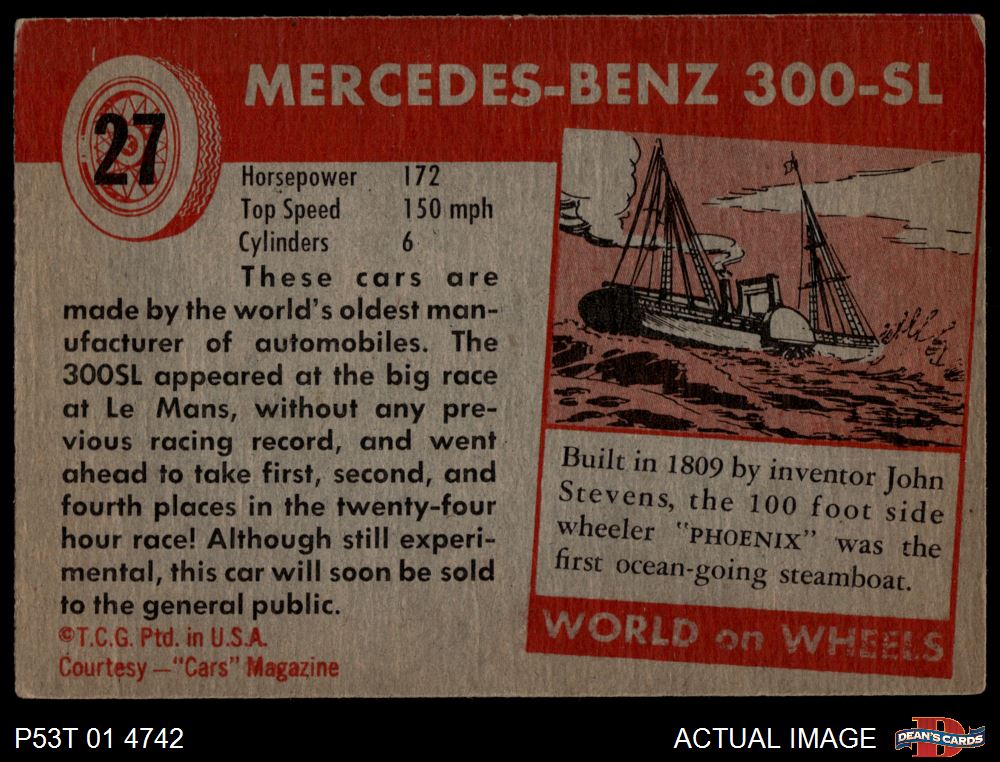 27
MERCEDES-BENZ 300-SL
Horsepower 172
Top Speed 150 mph
Cylinders 6
These cars are
made by the world's oldest man-
ufacturer of automobiles. The
300SL appeared at the big race
at Le Mans, without any pre-
vious racing record, and went
ahead to take first, second, and
fourth places in the twenty-four
hour race! Although still experi-
mental, this car will soon be sold
to the general public.
©T.C.G. Ptd. in U.S.A.
Courtesy—"Cars" Magazine
Built in 1809 by inventor John
Stevens, the 100 foot side
wheeler "PHOENIX" was the
first ocean-going steamboat.
WORLD on WHEELS
P53T 01 4742
ACTUAL IMAGE
D
DEAN'S CARDS